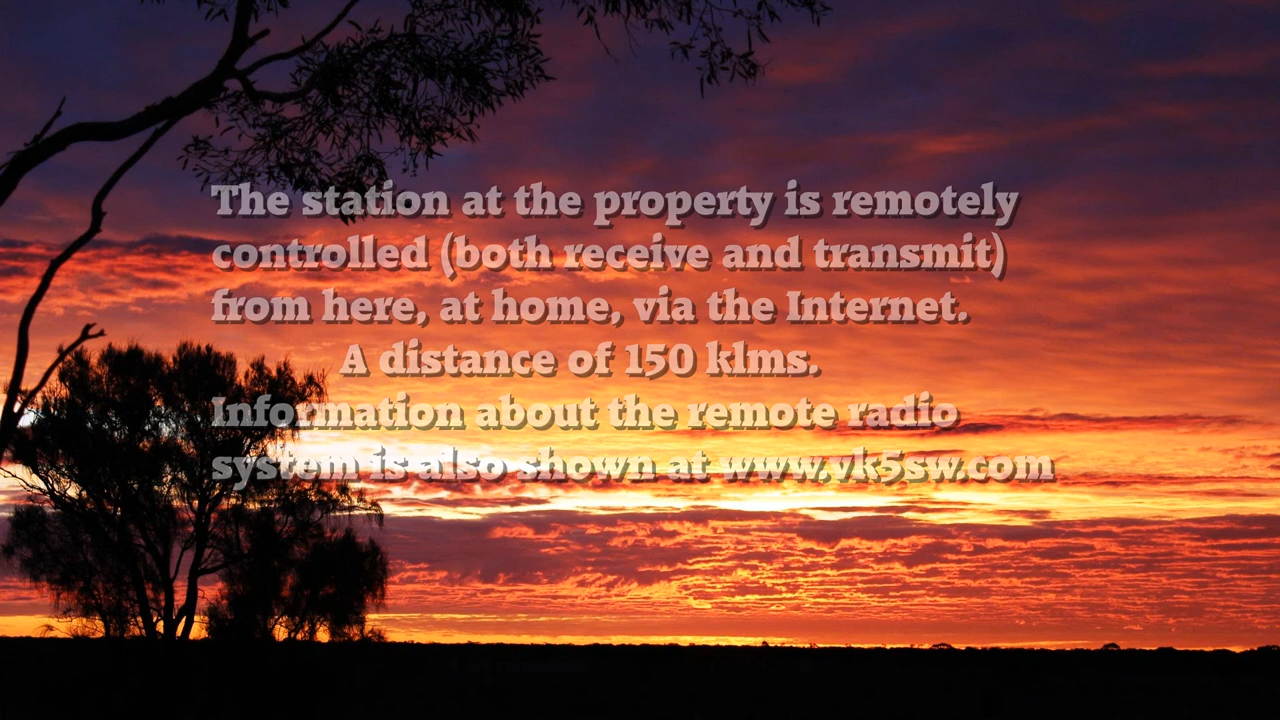 The station at the property is remotely
controlled (both receive and transmit)
from here, at home, via the Internet.
A distance of 150 klms.
Information about the remote radio
system is also shown at www.vk5sw.com